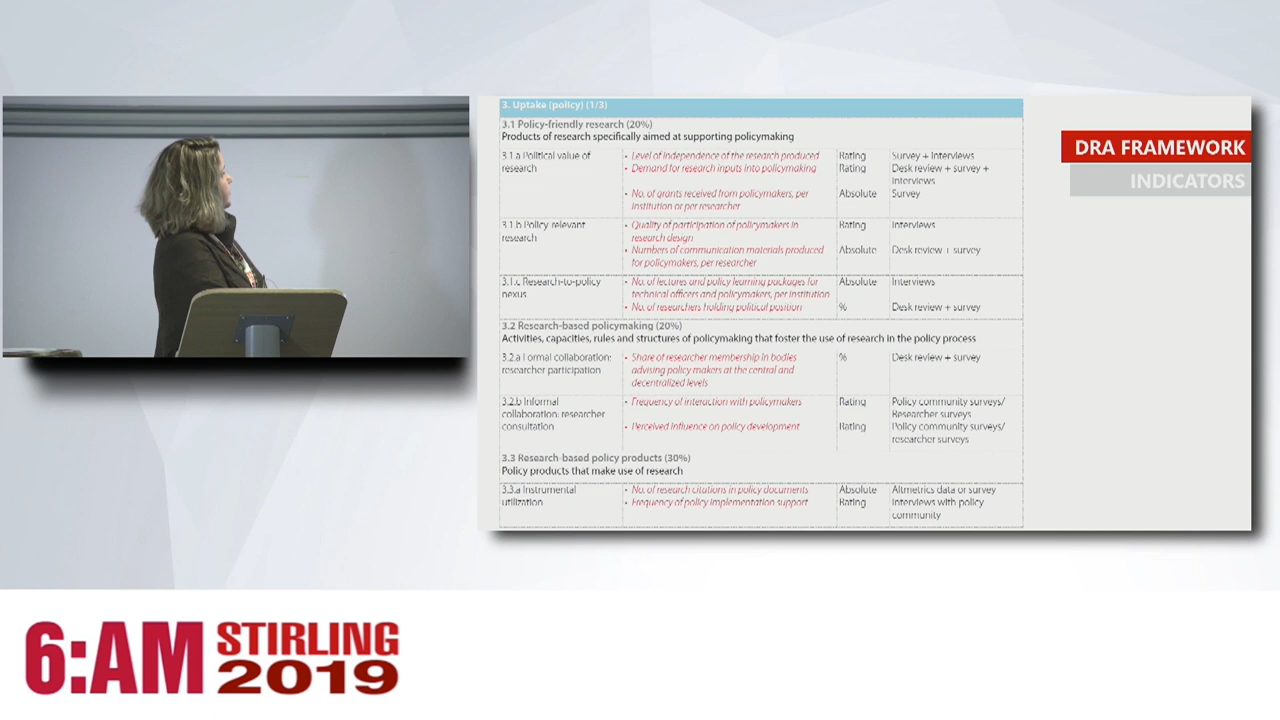 3. Uptake (policy) (1/3)
3.1 Policy-friendly research (20%)
Products of research specifically aimed at supporting policymaking
3.1.a Political value of
research
• Level of independence of the research produced
• Demand for research inputs into policymaking
• No. of grants received from policymakers, per
institution or per researcher
Rating
Rating
Absolute
Survey + Interviews
Desk review + survey +
interviews
Survey
3.1.b Policy relevant
research
• Quality of participation of policymakers in
research design
• Numbers of communication materials produced
for policymakers, per researcher
Rating
Absolute
Interviews
Desk review + survey
3.1.c Research-to-policy
nexus
• No. of lectures and policy learning packages for
technical officers and policymakers, per institution
• No. of researchers holding political position
Absolute
%
Interviews
Desk review + survey
3.2 Research-based policymaking (20%)
Activities, capacities, rules and structures of policymaking that foster the use of research in the policy process
3.2.a Formal collaboration:
researcher participation
• Share of researcher membership in bodies
advising policy makers at the central and
decentralized levels
%
Desk review + survey
3.2.b Informal
collaboration: researcher
consultation
• Frequency of interaction with policymakers
• Perceived influence on policy development
Rating
Rating
Policy community surveys/
Researcher surveys
Policy community surveys/
researcher surveys
3.3 Research-based policy products (30%)
Policy products that make use of research
3.3.a Instrumental
utilization
• No. of research citations in policy documents
• Frequency of policy implementation support
Absolute
Rating
Altmetrics data or survey
Interviews with policy
community
DRA FRAMEWORK
INDICATORS
6:AM STIRLING
2019